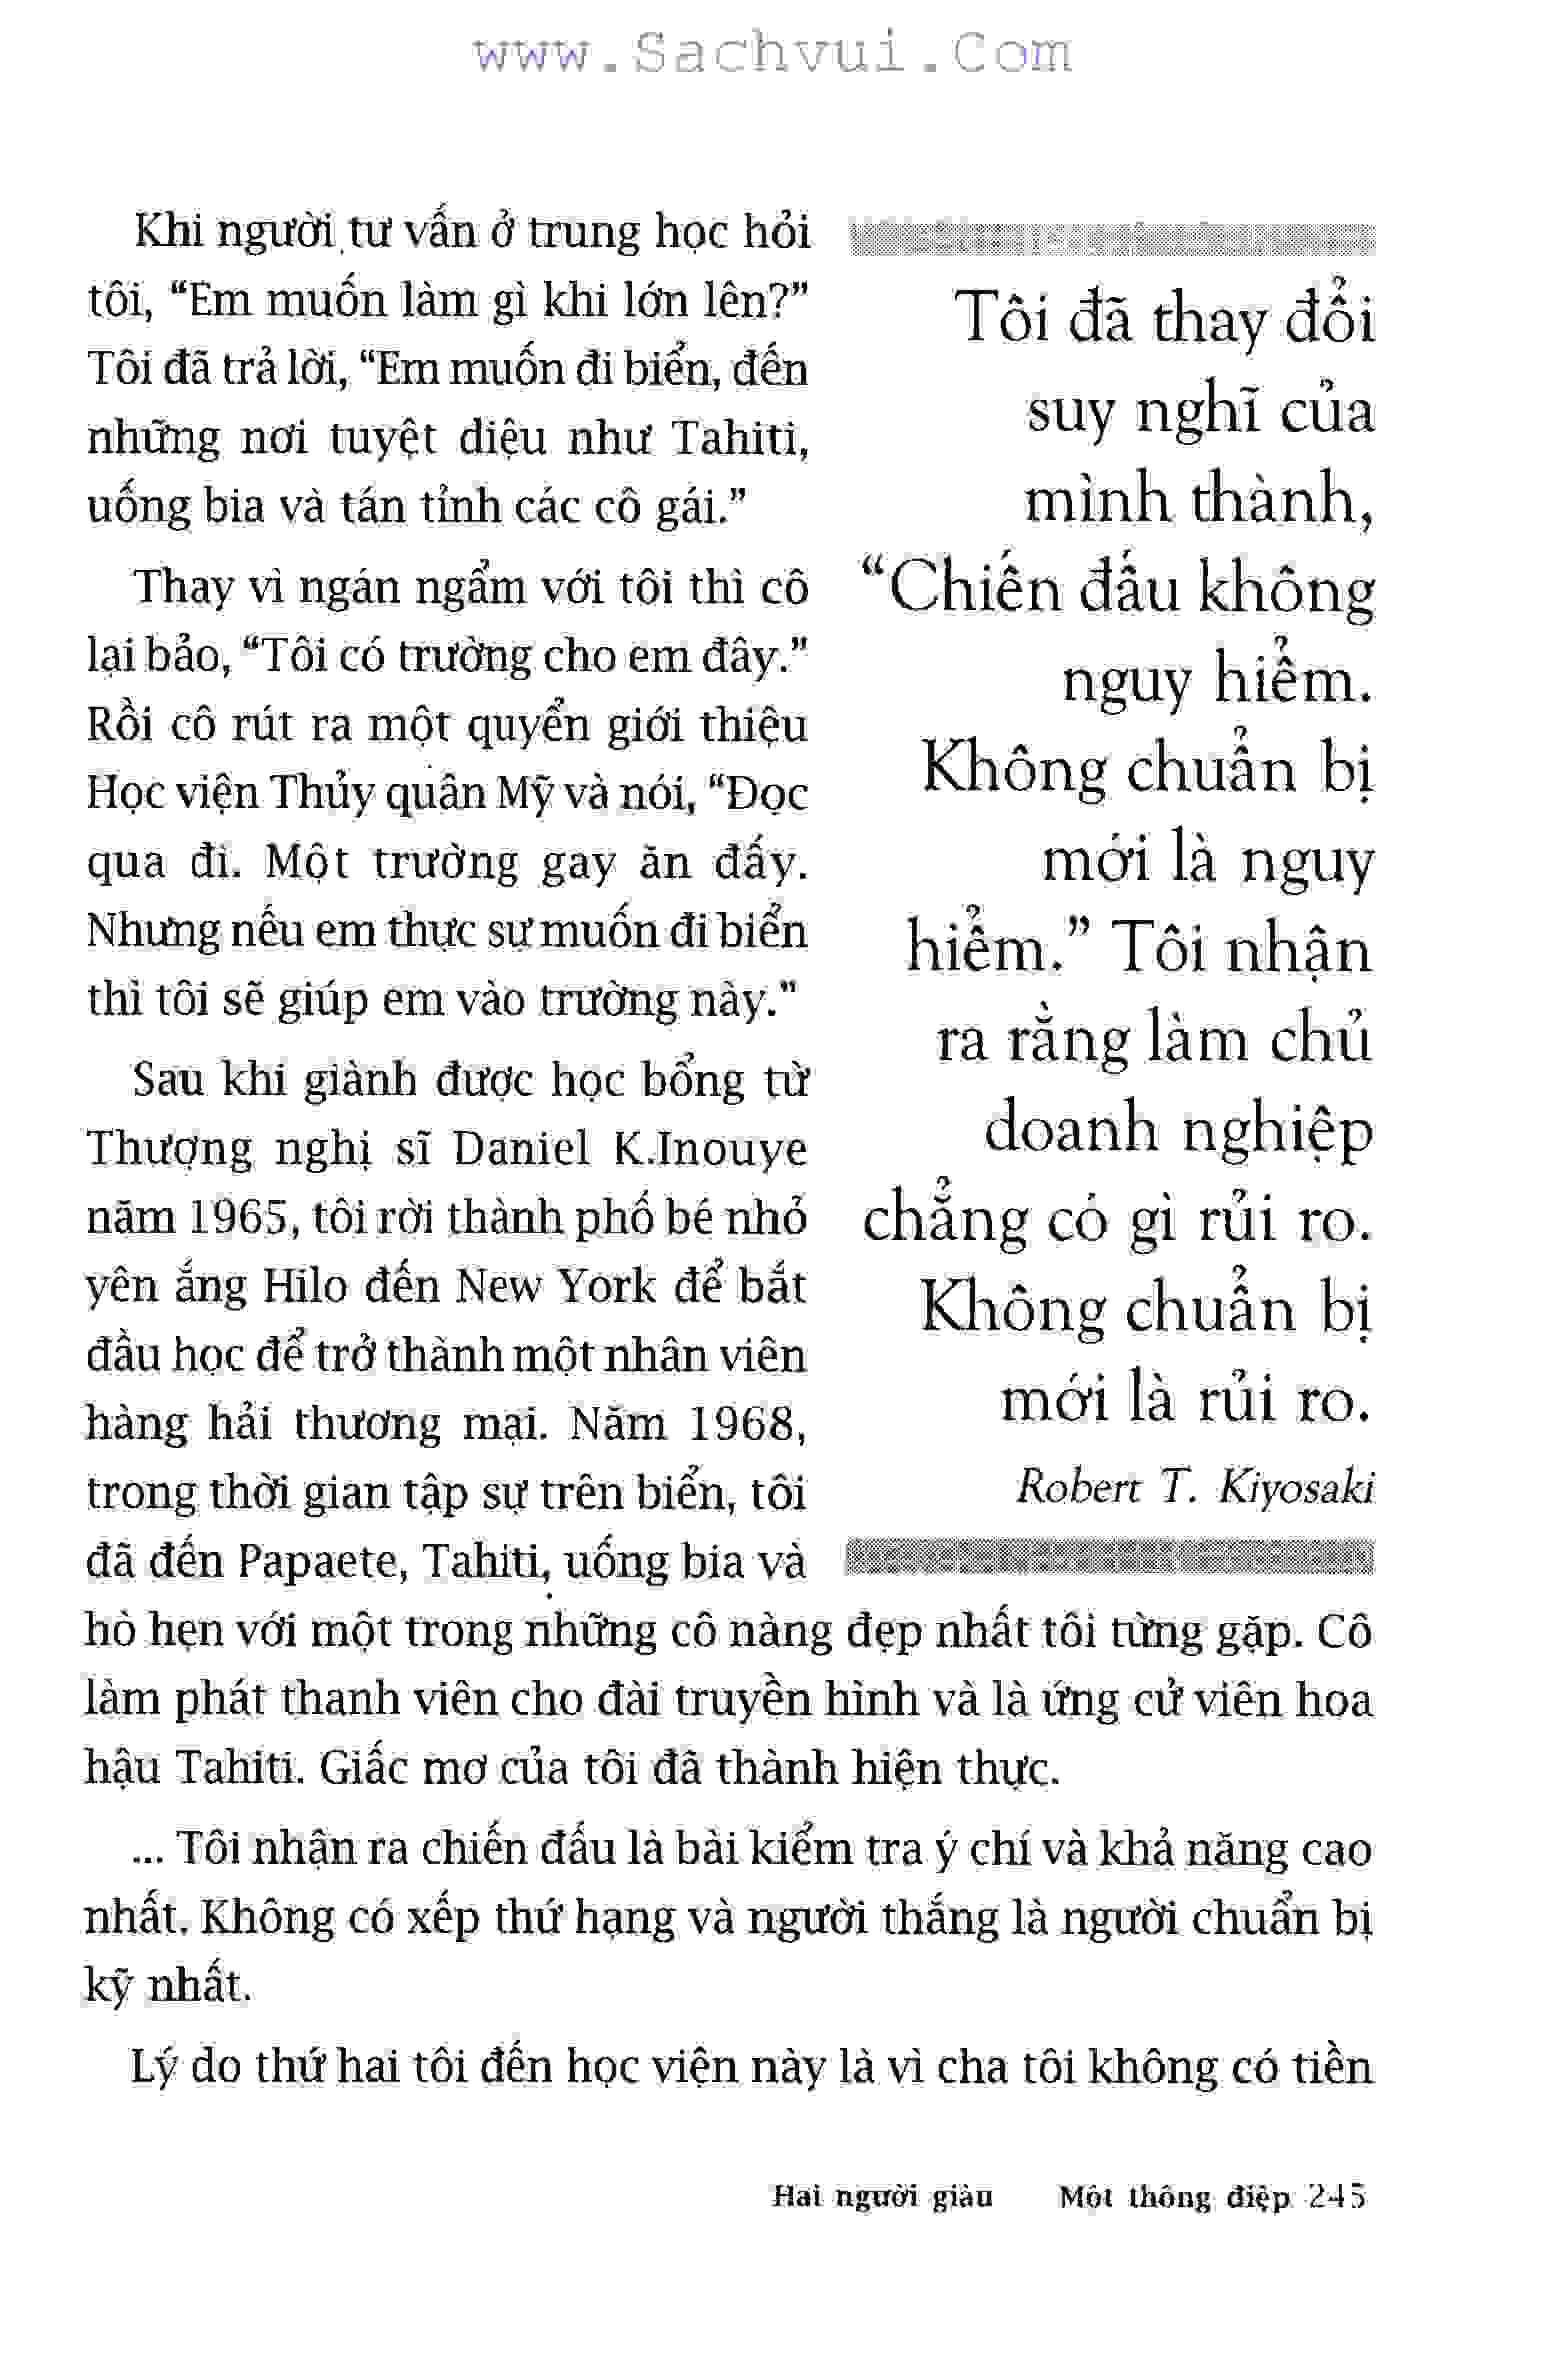 www.Sachvui.Com
Khi người tư vấn ở trung học hỏi
tôi, “Em muốn làm gì khi lớn lên?”
Tôi đã trả lời, “Em muốn đi biển, đến
những nơi tuyệt diệu như Tahiti,
uống bia và tán tỉnh các cô gái.”
Thay vì ngán ngẩm với tôi thì cô
lại bảo, “Tôi có trường cho em đây.”
Rồi cô rút ra một quyển giới thiệu
Học viện Thủy quân Mỹ và nói, “Đọc
qua đi. Một trường gay ăn đấy.
Nhưng nếu em thực sự muốn đi biển
thì tôi sẽ giúp em vào trường này.”
Sau khi giành được học bổng từ
Thượng nghị sĩ Daniel K.Inouye
năm 1965, tôi rời thành phố bé nhỏ
yên ắng Hilo đến New York để bắt
đầu học để trở thành một nhân viên
hàng hải thương mại. Năm 1968,
trong thời gian tập sự trên biển, tôi
đã đến Papaete, Tahiti, uống bia và
hò hẹn với một trong những cô nàng đẹp nhất tôi từng gặp. Cô
làm phát thanh viên cho đài truyền hình và là ứng cử viên hoa
hậu Tahiti. Giấc mơ của tôi đã thành hiện thực.
... Tôi nhận ra chiến đấu là bài kiểm tra ý chí và khả năng cao
nhất. Không có xếp thứ hạng và người thắng là người chuẩn bị
kỹ nhất.
Lý do thứ hai tôi đến học viện này là vì cha tôi không có tiền
Tôi đã thay đổi
suy nghĩ của
mình thành,
“Chiến đấu không
nguy hiểm.
Không chuẩn bị
mới là nguy
hiểm.” Tôi nhận
ra rằng làm chủ
doanh nghiệp
chẳng có gì rủi ro.
Không chuẩn bị
mới là rủi ro.
Robert T. Kiyosaki
Hai người giàu Một thông điệp 245